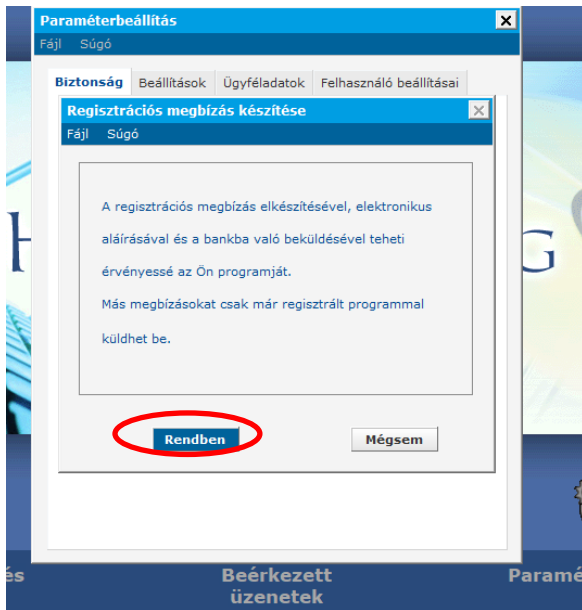 Paraméterbeállítás
Fájl Súgó
Biztonság Beállítások Ügyféladatok Felhasználó beállításai
Regisztrációs megbízás készítése
Fájl Súgó
A regisztrációs megbízás elkészítésével, elektronikus
aláírásával és a bankba való beküldésével teheti
érvényessé az Ön programját.
Más megbízásokat csak már regisztrált programmal
küldhet be.
Rendben Mégsem
H G
és Beérkezett Paramé
üzenetek